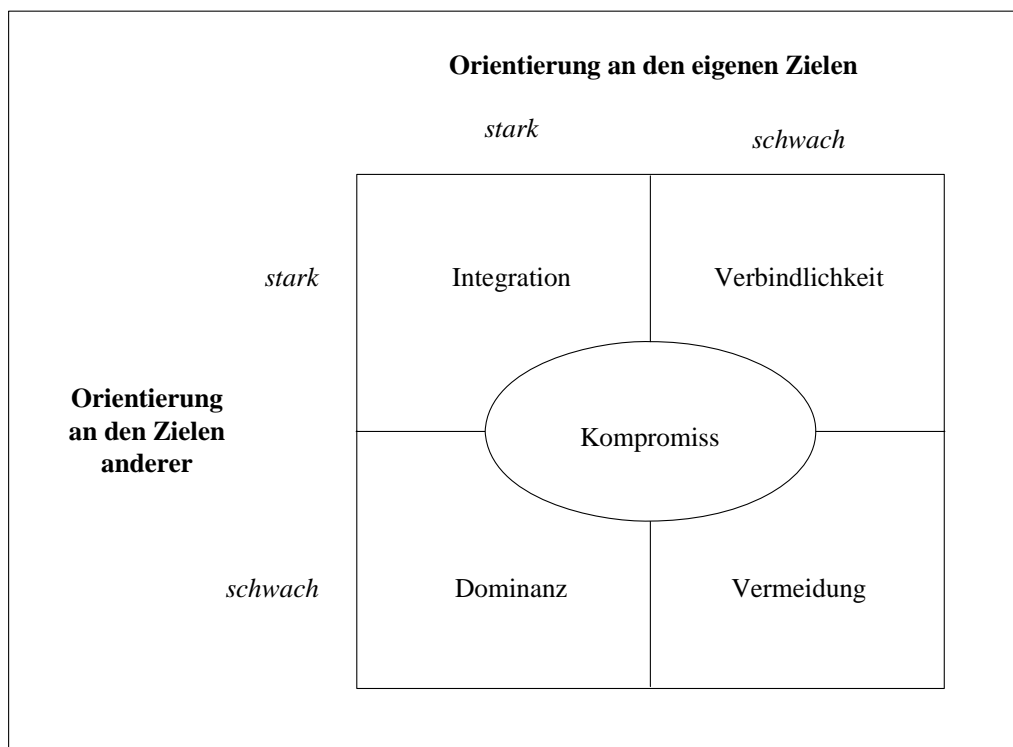 Orientierung an den eigenen Zielen
stark
schwach
stark
Integration
Verbindlichkeit
Orientierung
an den Zielen
anderer
Kompromiss
schwach
Dominanz
Vermeidung